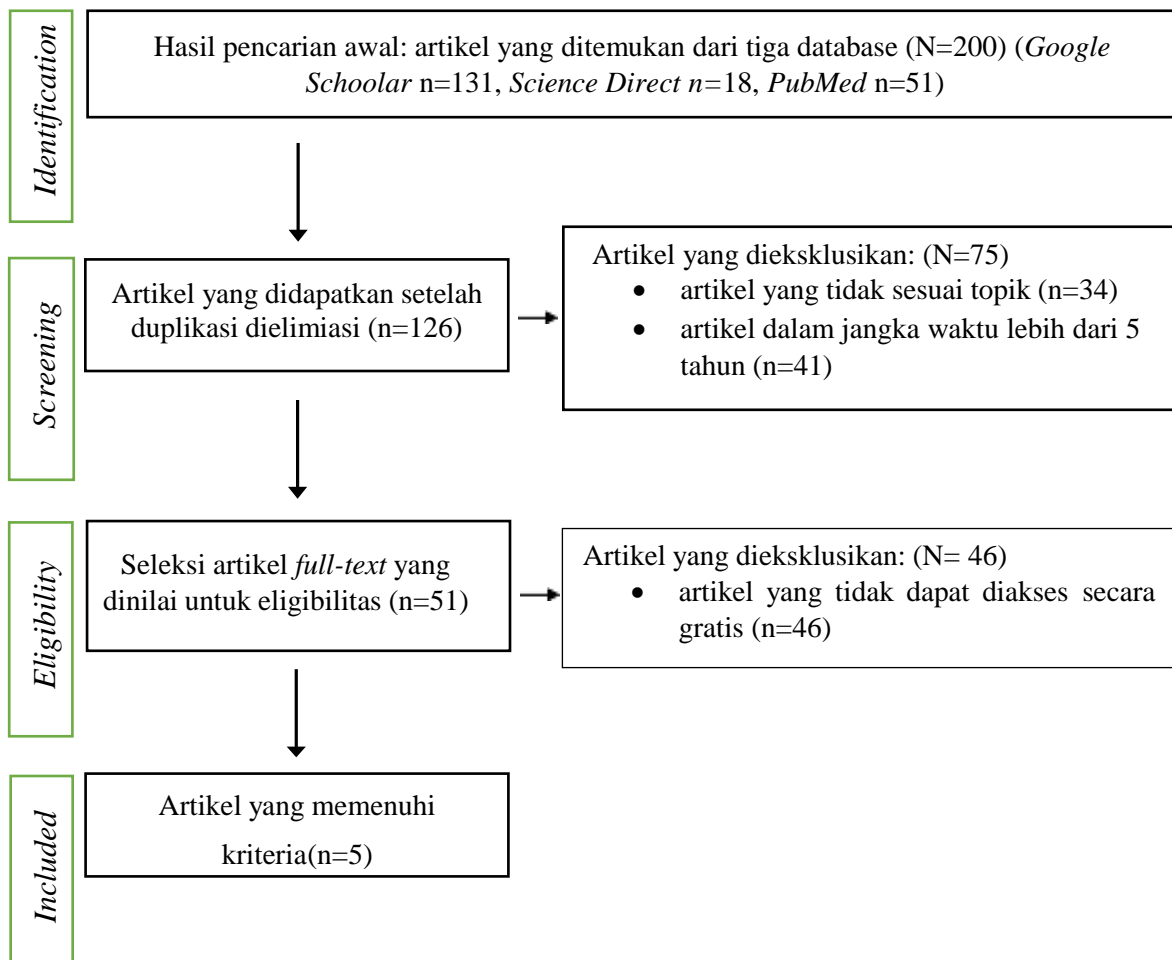 Identification
Hasil pencarian awal: artikel yang ditemukan dari tiga database (N=200) (Google
Schoolar n=131, Science Direct n=18, PubMed n=51)
Screening
Artikel yang didapatkan setelah
duplikasi dielimiasi (n=126)
Artikel yang dieksklusikan: (N=75)
• artikel yang tidak sesuai topik (n=34)
• artikel dalam jangka waktu lebih dari 5
tahun (n=41)
Eligibility
Seleksi artikel full-text yang
dinilai untuk eligibilitas (n=51)
Artikel yang dieksklusikan: (N= 46)
• artikel yang tidak dapat diakses secara
gratis (n=46)
Included
Artikel yang memenuhi
kriteria(n=5)